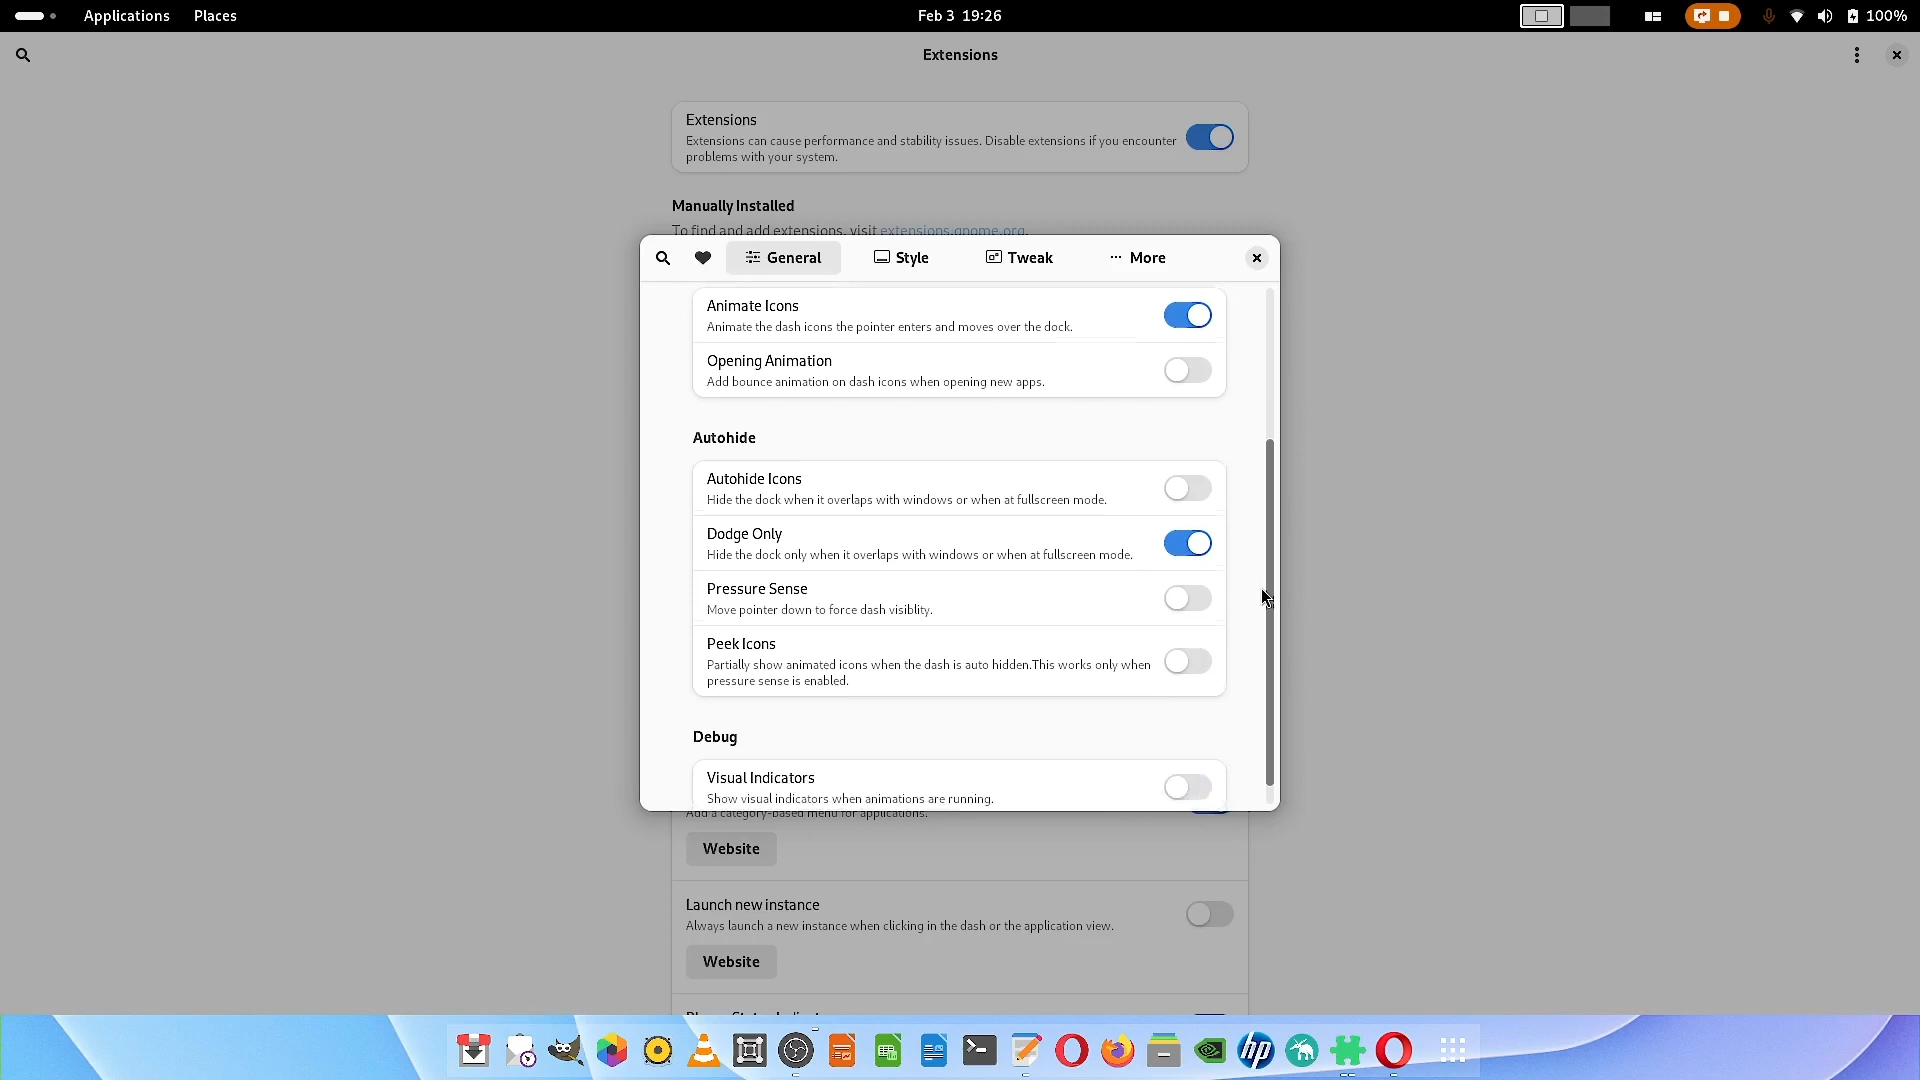 Applications Places Feb 3 19:26 100%
Extensions
Extensions
Extensions can cause performance and stability issues. Disable extensions if you encounter
problems with your system.
Manually Installed
To find and add extensions, visit extensions.gnome.org.
General Style Tweak More
Animate Icons
Animate the dash icons the pointer enters and moves over the dock.
Opening Animation
Add bounce animation on dash icons when opening new apps.
Autohide
Autohide Icons
Hide the dock when it overlaps with windows or when at fullscreen mode.
Dodge Only
Hide the dock only when it overlaps with windows or when at fullscreen mode.
Pressure Sense
Move pointer down to force dash visiblity.
Peek Icons
Partially show animated icons when the dash is auto hidden.This works only when
pressure sense is enabled.
Debug
Visual Indicators
Show visual indicators when animations are running.
Add a category-based menu for applications.
Website
Launch new instance
Always launch a new instance when clicking in the dash or the application view.
Website
hp